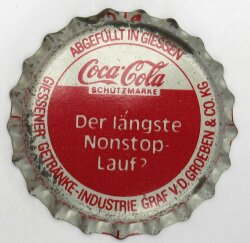 ABGEFÜLLT IN GIESSEN
Coca-Cola
SCHUTZMARKE
Der längste
Nonstop-
Lauf?
GIESSENER GETRÄNKE-INDUSTRIE GRAF V.D. GROEBEN & CO. KG